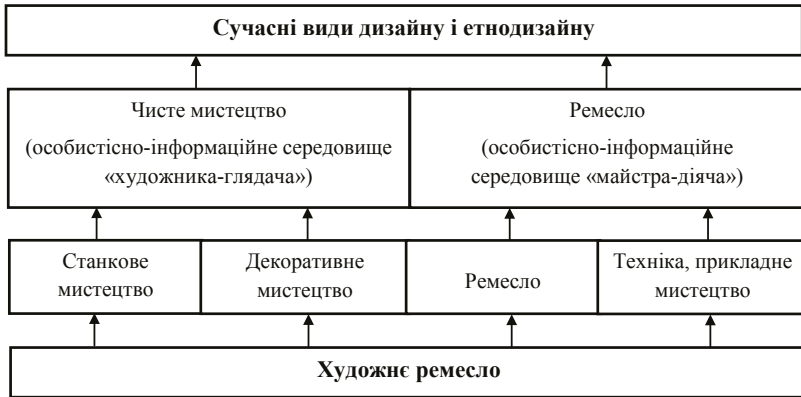 Сучасні види дизайну і етнодизайну
Чисте мистецтво
(особистісно-інформаційне середовище
«художника-глядача»)
Ремесло
(особистісно-інформаційне
середовище «майстра-діяча»)
Станкове
мистецтво
Декоративне
мистецтво
Ремесло
Техніка, прикладне
мистецтво
Художнє ремесло